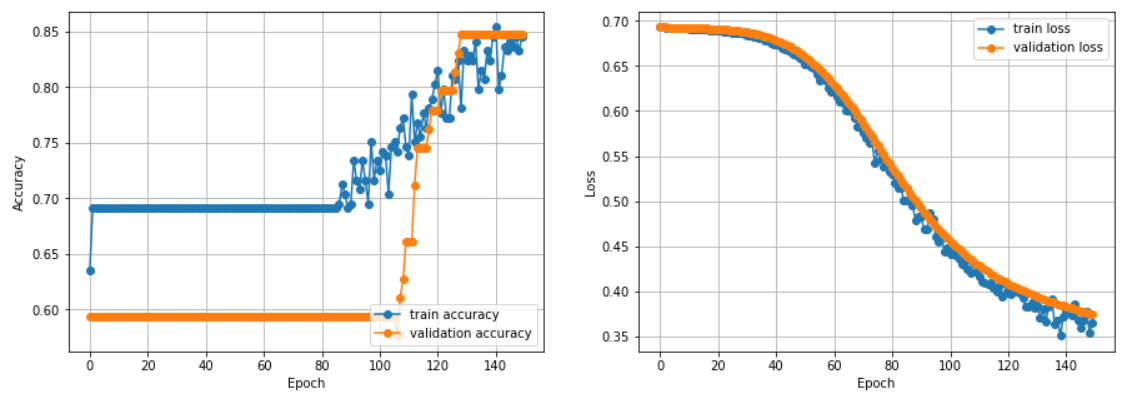 0.85
0.80
0.75
0.70
0.65
0.60
Accuracy
0 20 40 60 80 100 120 140
Epoch
train accuracy
validation accuracy
0.70
0.65
0.60
0.55
0.50
0.45
0.40
0.35
Loss
0 20 40 60 80 100 120 140
Epoch
train loss
validation loss